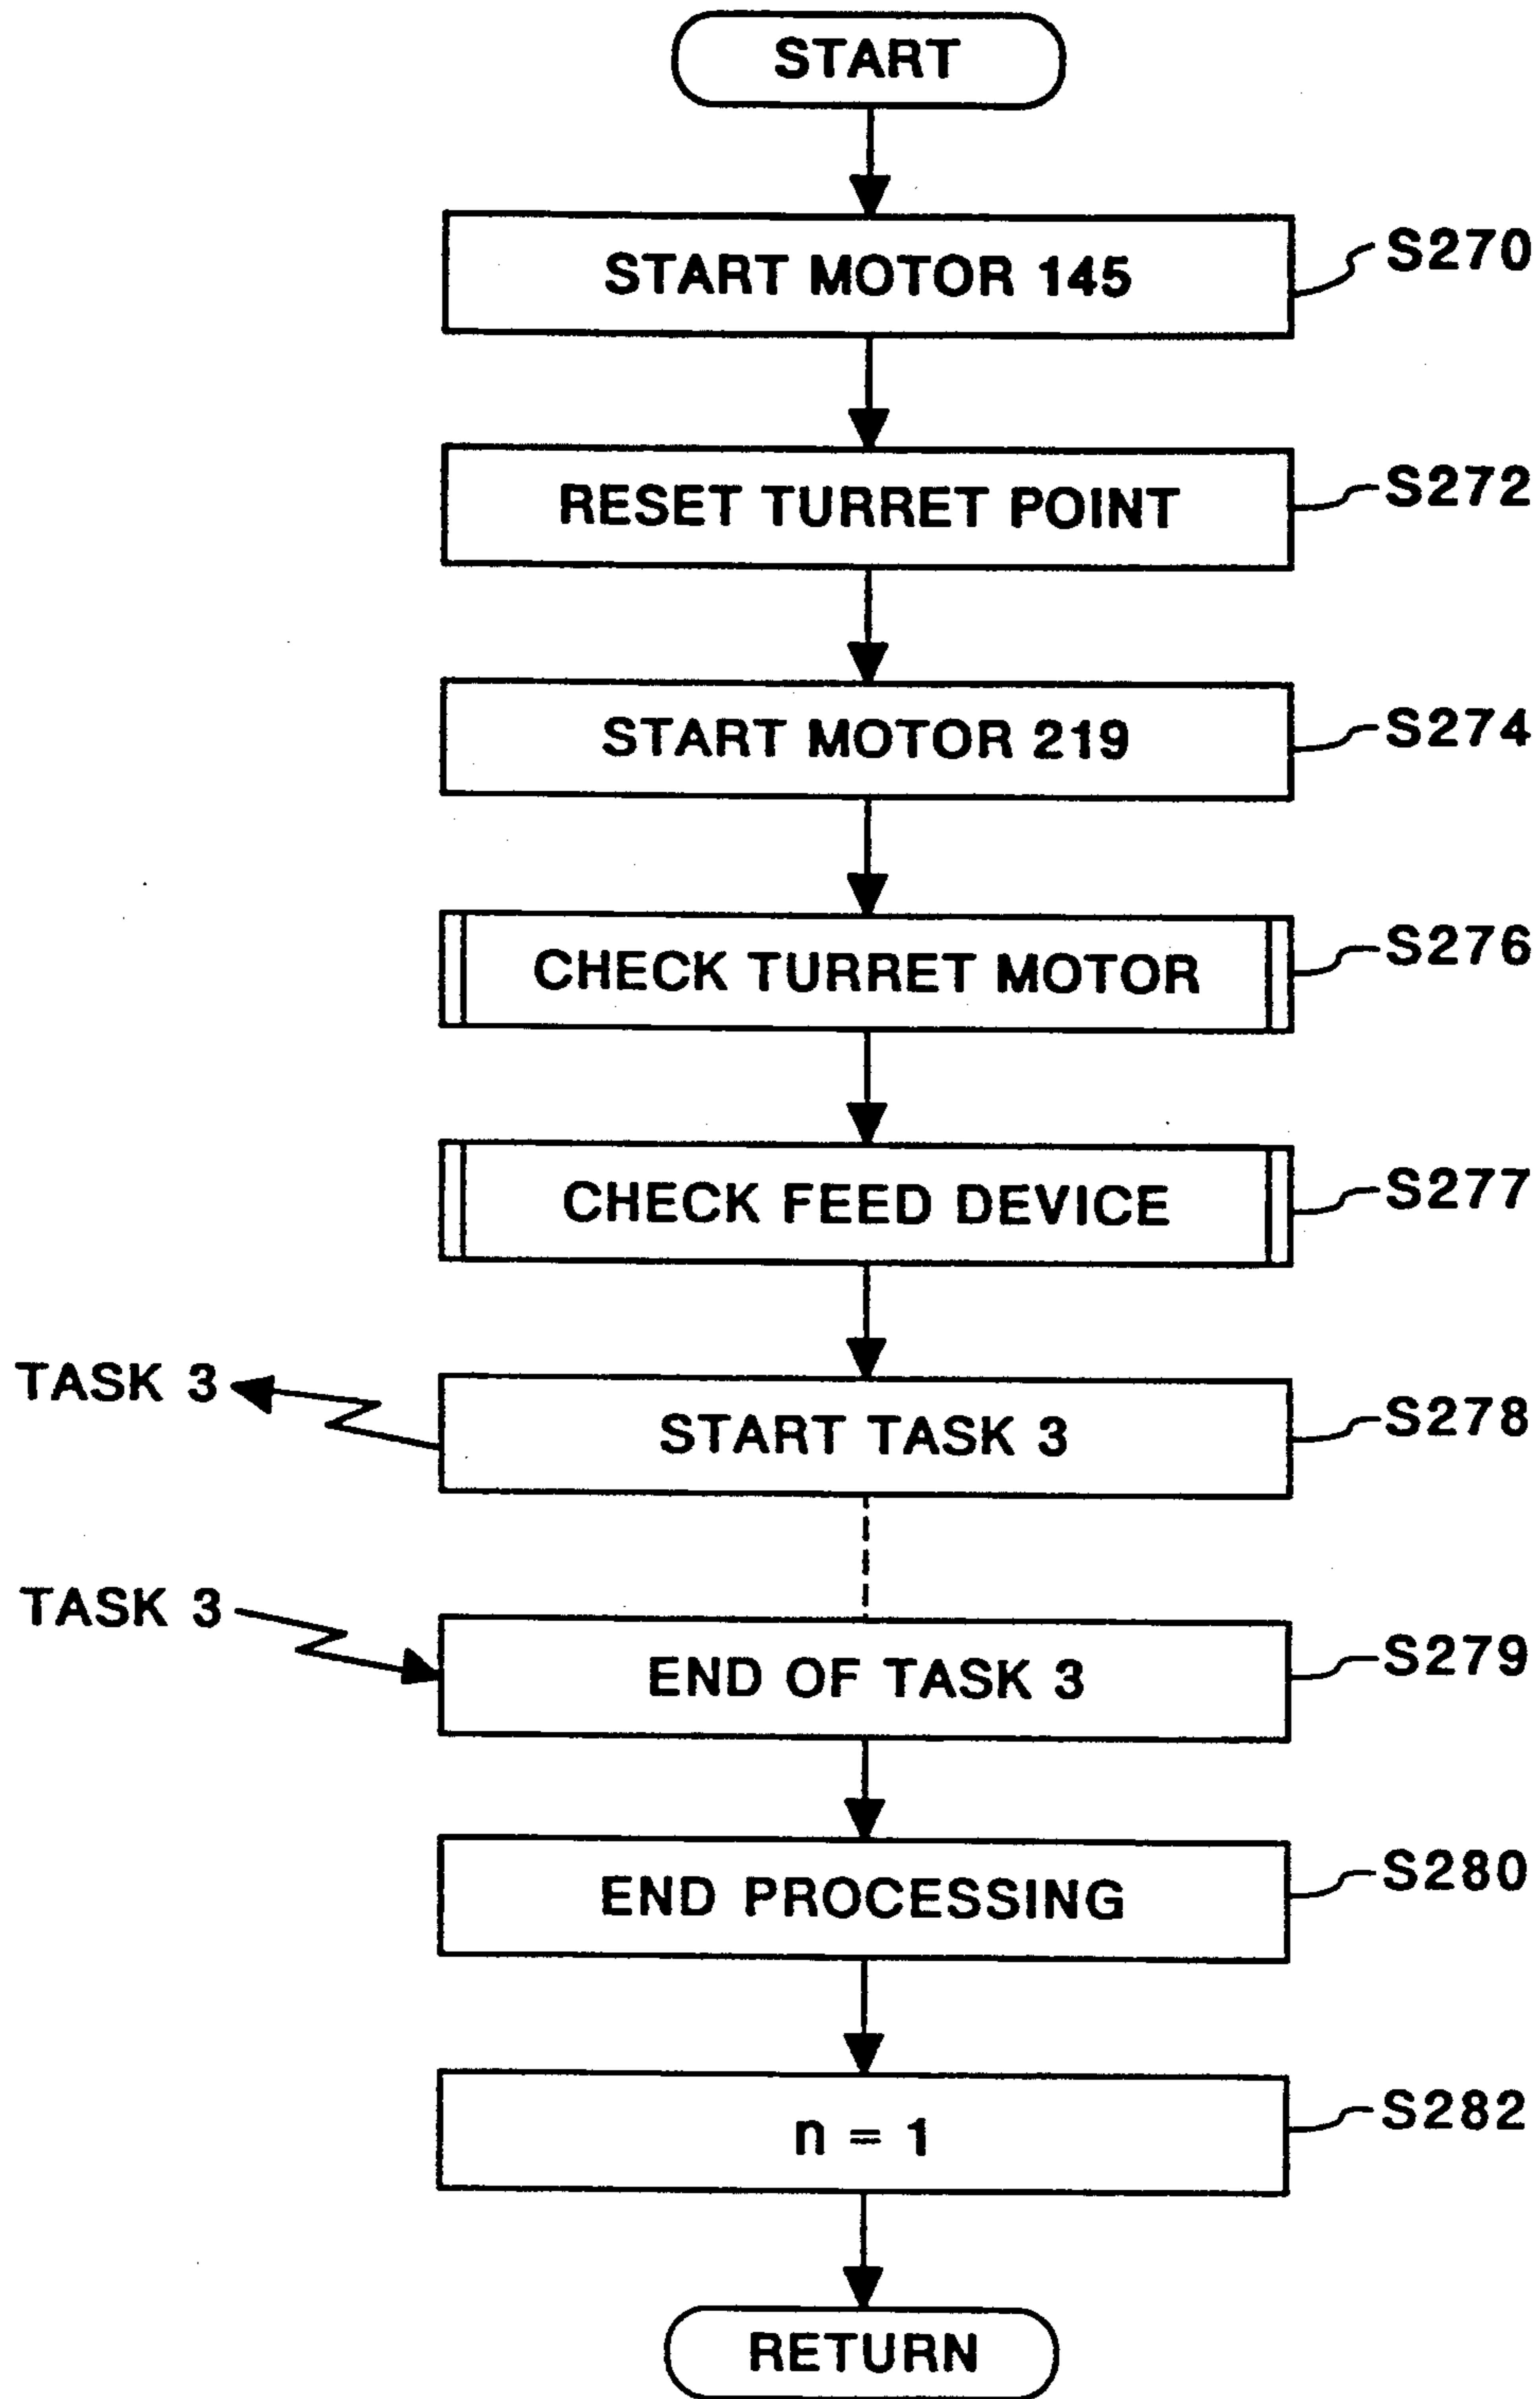 START
START MOTOR 145
S270
RESET TURRET POINT
S272
START MOTOR 219
S274
CHECK TURRET MOTOR
S276
CHECK FEED DEVICE
S277
TASK 3
START TASK 3
S278
TASK 3
END OF TASK 3
S279
END PROCESSING
S280
n = 1
S282
RETURN